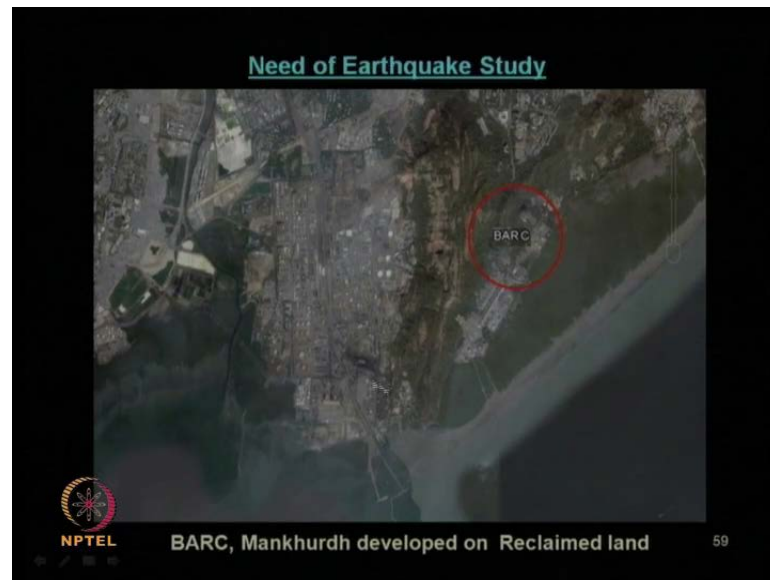 Need of Earthquake Study
BARC
NPTEL
BARC, Mankhurdh developed on Reclaimed land
59